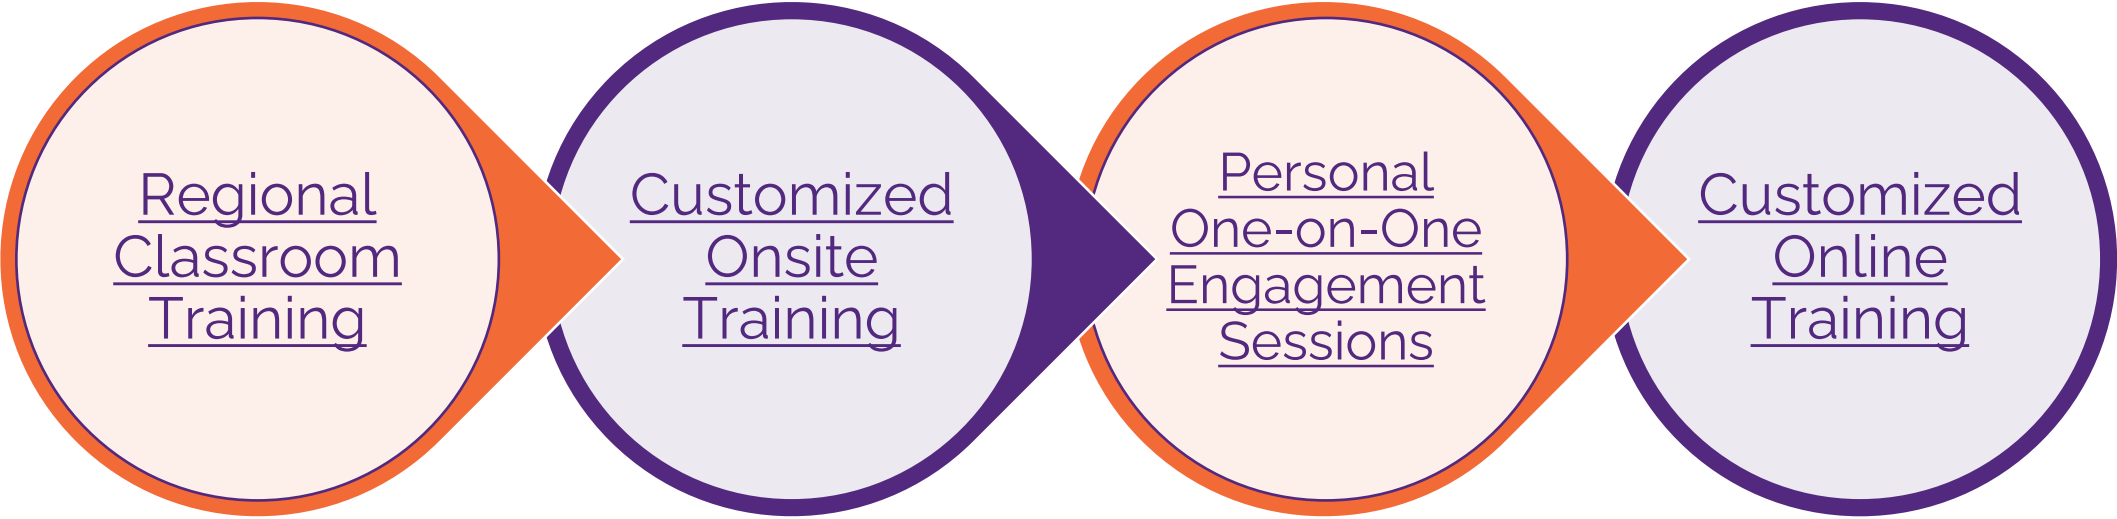 Regional
Classroom
Training
Customized
Onsite
Training
Personal
One-on-One
Engagement
Sessions
Customized
Online
Training